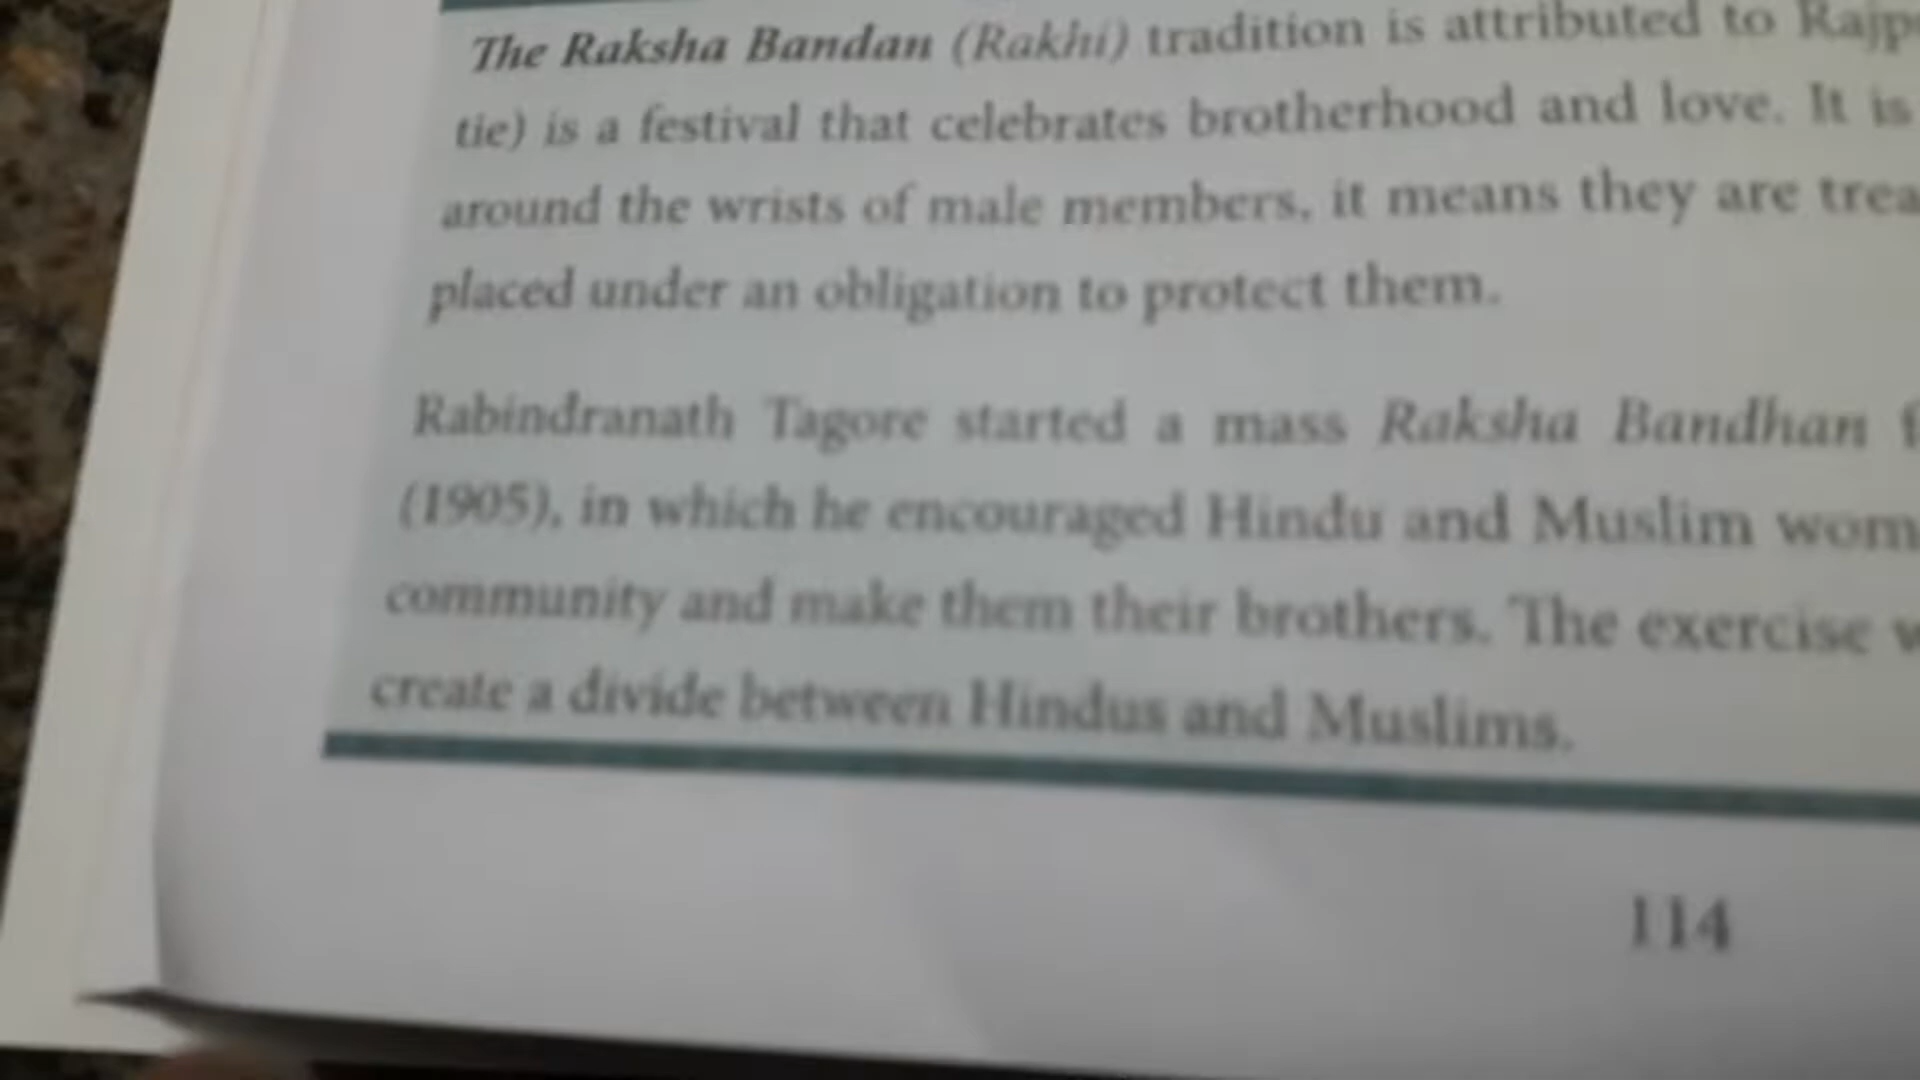 The Raksha Bandan (Rakhi) tradition is attributed to
tie) is a festival that celebrates brotherhood and love. It is
around the wrists of male members, it means they are
placed under an obligation to protect them.
Rabindranath Tagore started a mass Raksha Bandhan
(1905), in which he encouraged Hindu and Muslim
community and make them their brothers. The exercise
create a divide between Hindus and Muslims.
114